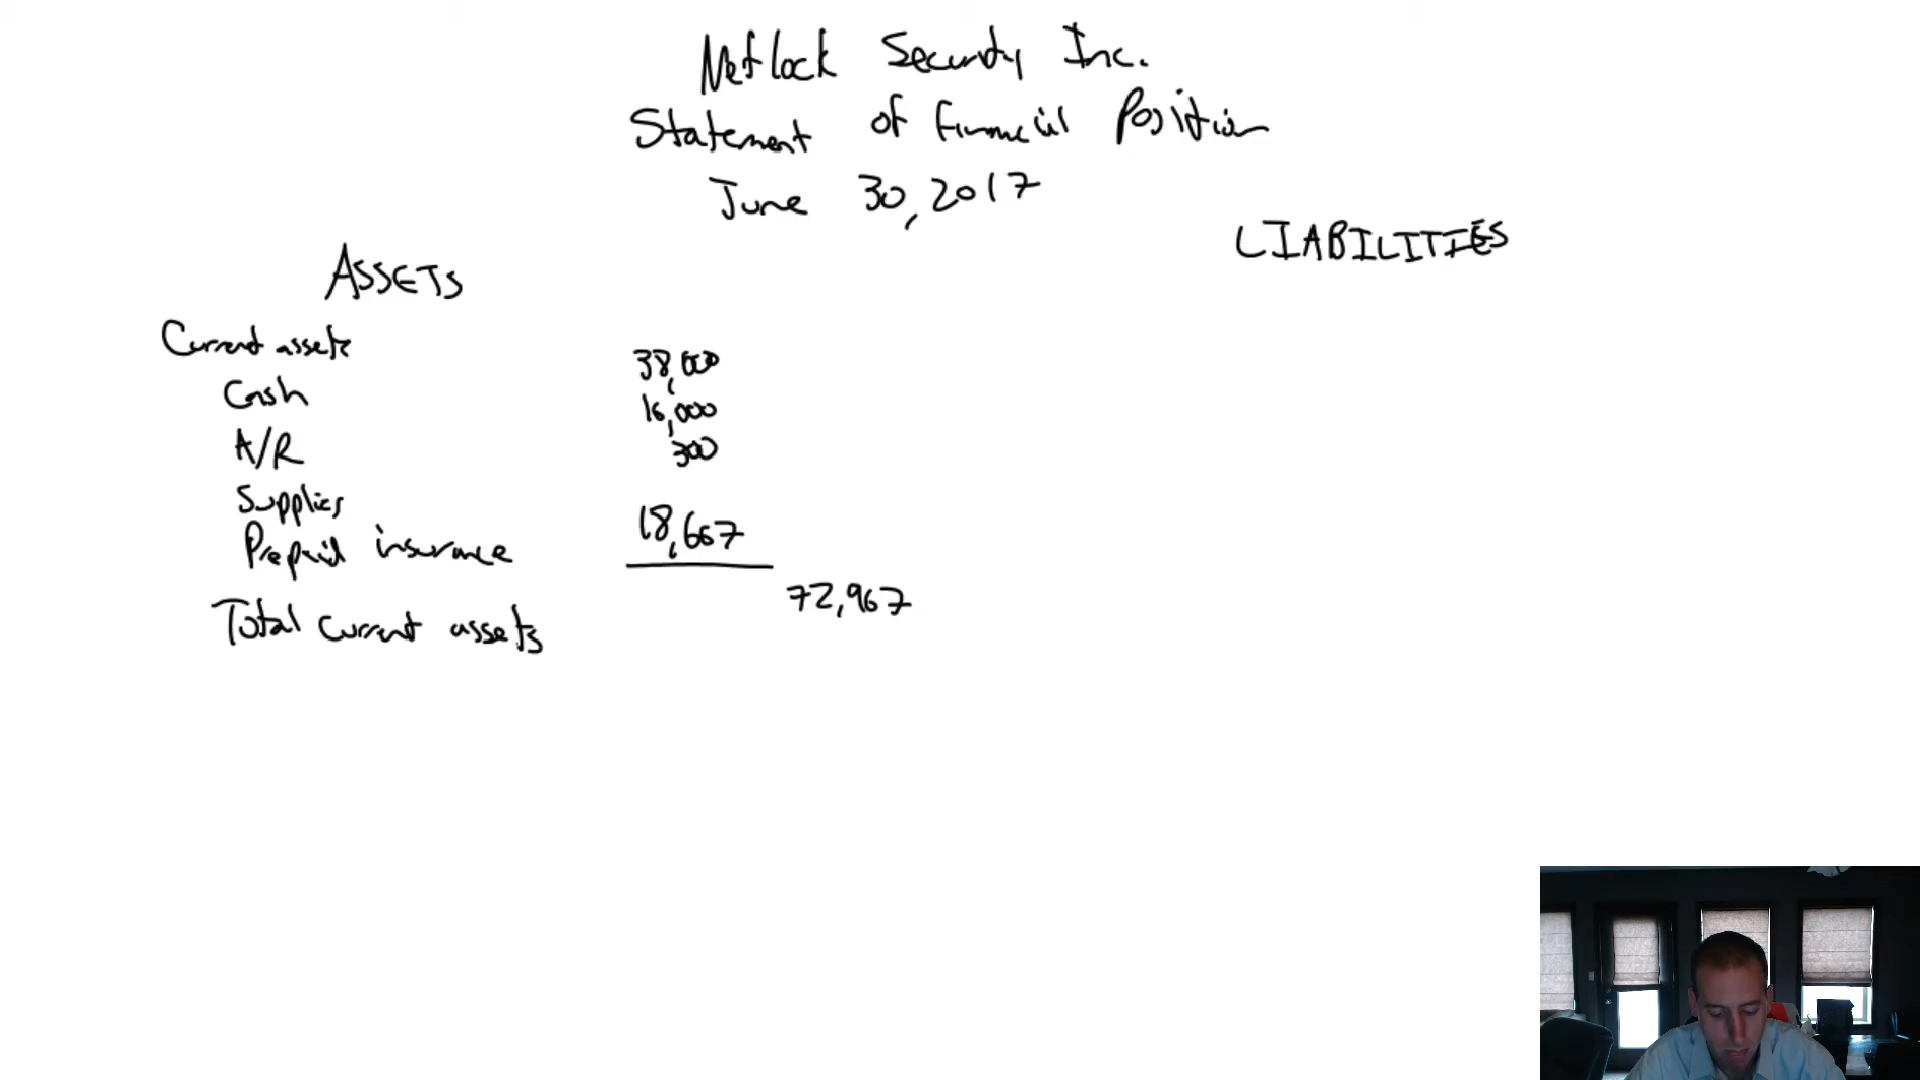 Netlock Security Inc.
Statement of Financial Position
June 30, 2017
LIABILITIES
ASSETS
Current assets
Cash 38,000
A/R 16,000
Supplies 300
Prepaid insurance 18,667
Total current assets 72,967